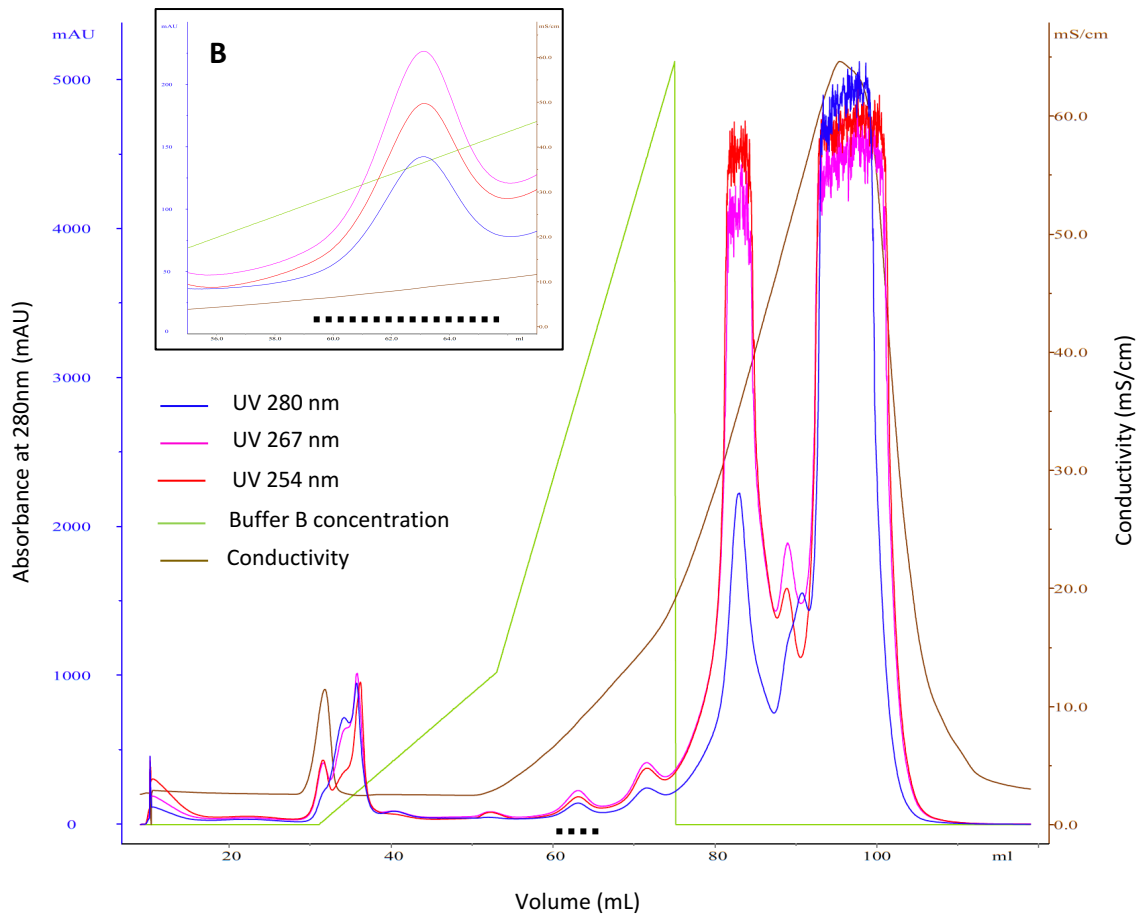 mAU
mS/cm
mAU
B
mS/cm
200
150
100
50
0
60.0
50.0
40.0
30.0
20.0
10.0
0.0
56.0
58.0
60.0
62.0
64.0
ml
UV 280 nm
UV 267 nm
UV 254 nm
Buffer B concentration
Conductivity
Absorbance at 280nm (mAU)
5000
4000
3000
2000
1000
0
Conductivity (mS/cm)
60.0
50.0
40.0
30.0
20.0
10.0
0.0
20
40
60
80
100
ml
Volume (mL)